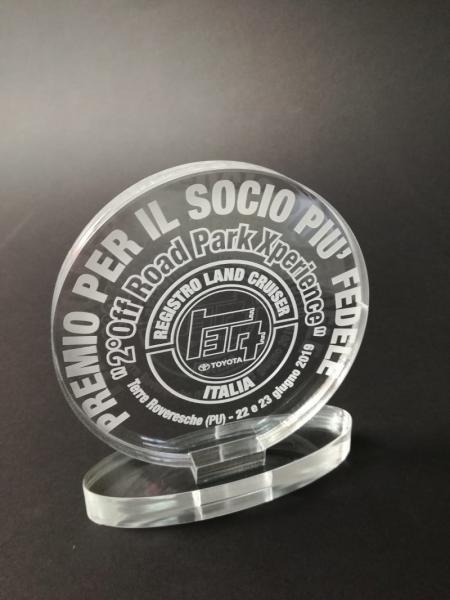 PREMIO PER IL SOCIO PIU' FEDELE
"2° Off Road Park Xperience"
REGISTRO LAND CRUISER
TOYOTA
ITALIA
Terre Roveresche (PU) - 22 e 23 giugno 2019